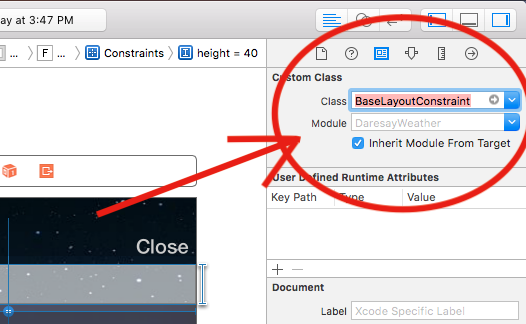 ay at 3:47 PM
... F ... Constraints height = 40
Custom Class
Class BaseLayoutConstraint
Module DaresayWeather
Inherit Module From Target
User Defined Runtime Attributes
Key Path Type Value
Close
Document
Label Xcode Specific Label